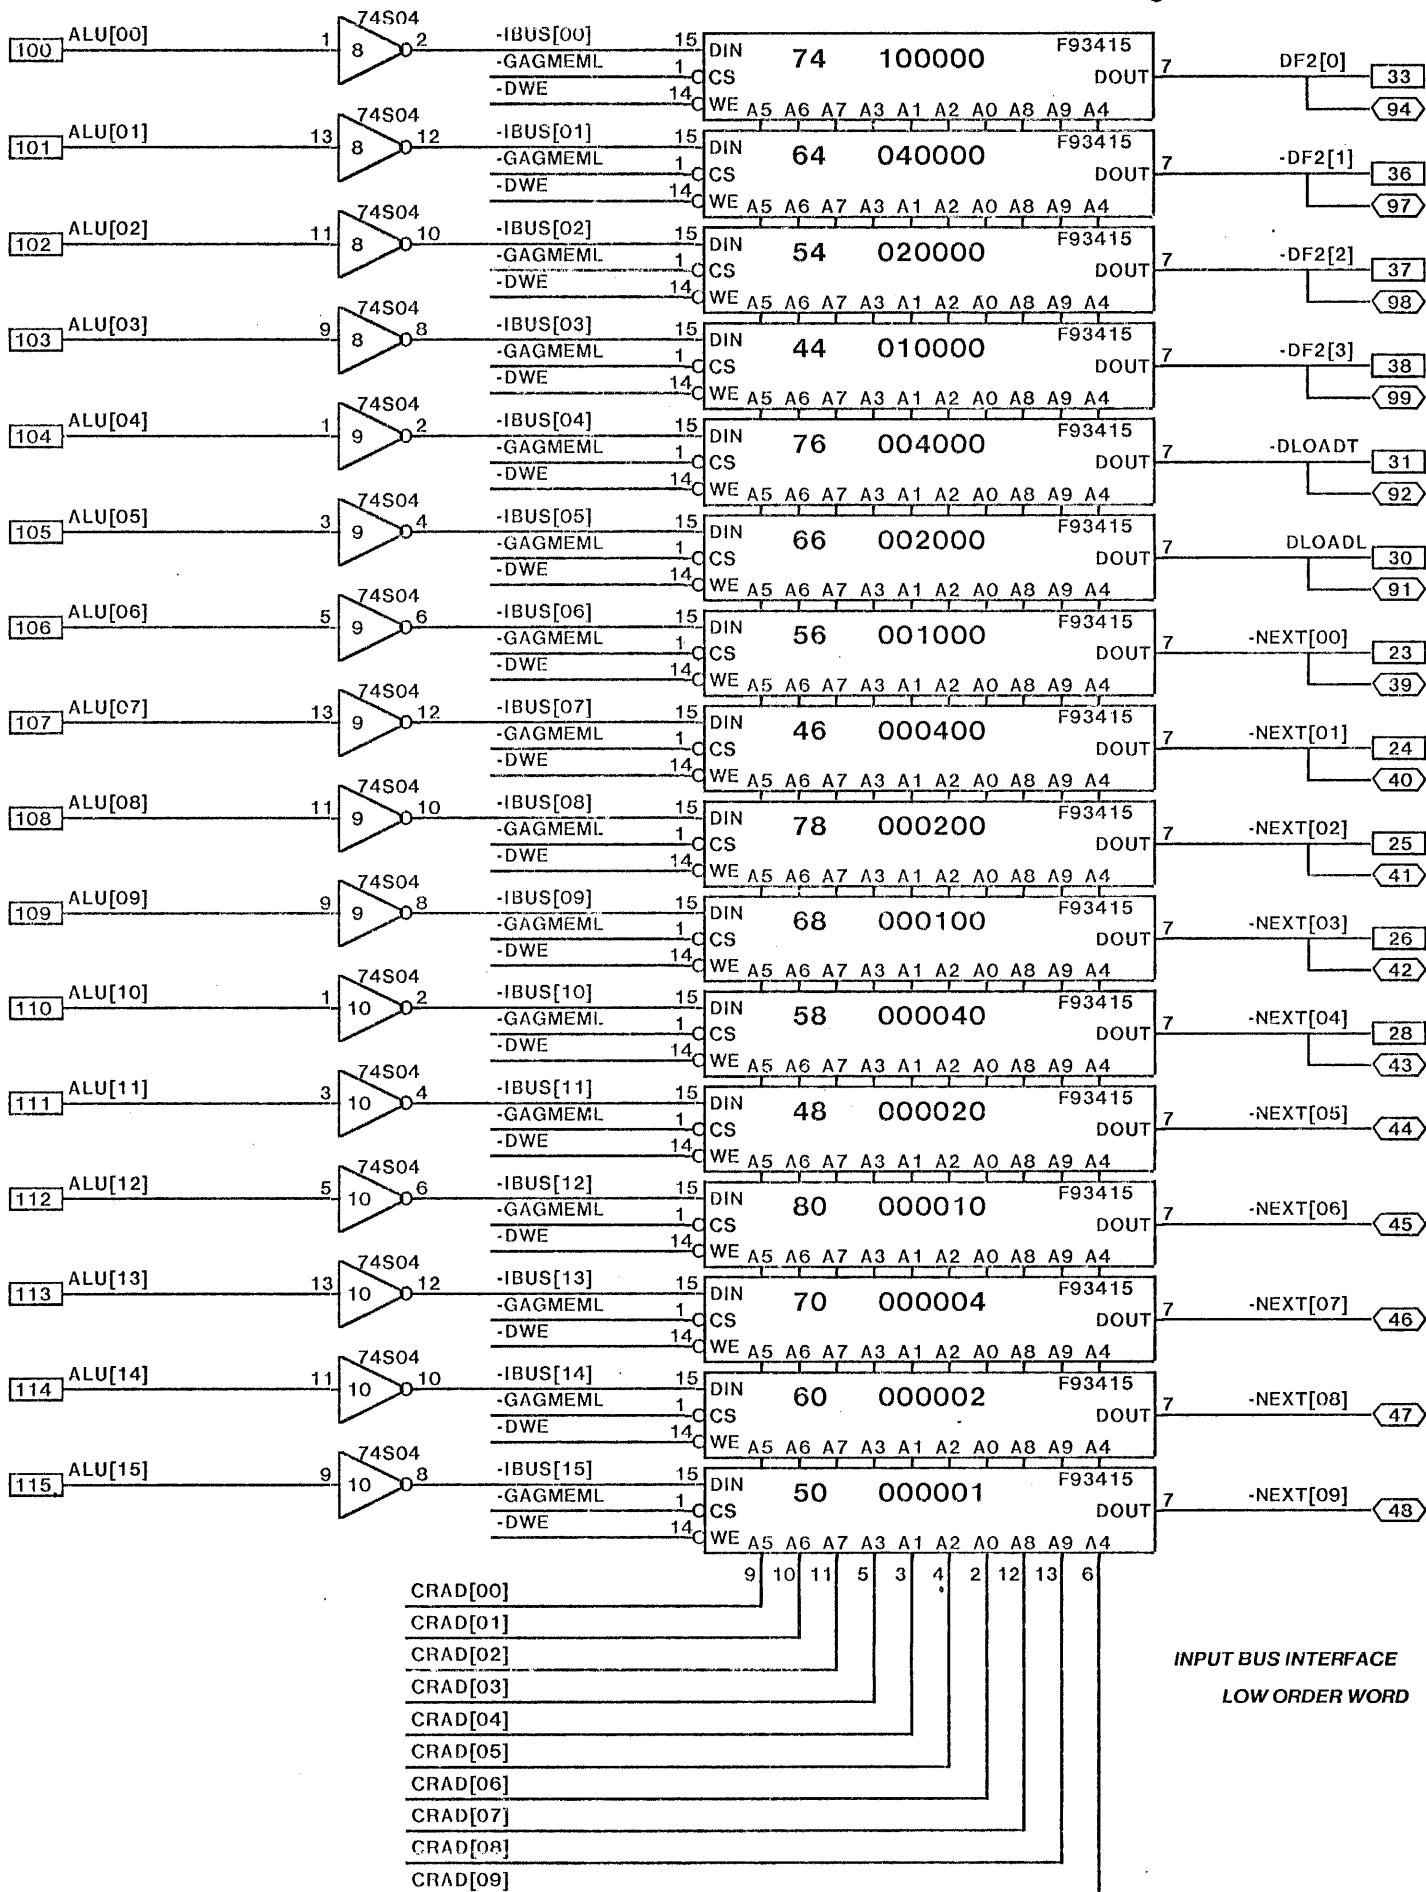 74S04
100 ALU[00] 1 8 2 -IBUS[00] 15 DIN 74 100000 F93415
-GAGMEML 1 CS DOUT 7 DF2[0] 33
-DWE 14 WE A5 A6 A7 A3 A1 A2 A0 A8 A9 A4 94
74S04
101 ALU[01] 13 8 12 -IBUS[01] 15 DIN 64 040000 F93415
-GAGMEML 1 CS DOUT 7 -DF2[1] 36
-DWE 14 WE A5 A6 A7 A3 A1 A2 A0 A8 A9 A4 97
74S04
102 ALU[02] 11 8 10 -IBUS[02] 15 DIN 54 020000 F93415
-GAGMEML 1 CS DOUT 7 -DF2[2] 37
-DWE 14 WE A5 A6 A7 A3 A1 A2 A0 A8 A9 A4 98
74S04
103 ALU[03] 9 8 8 -IBUS[03] 15 DIN 44 010000 F93415
-GAGMEML 1 CS DOUT 7 -DF2[3] 38
-DWE 14 WE A5 A6 A7 A3 A1 A2 A0 A8 A9 A4 99
74S04
104 ALU[04] 1 9 2 -IBUS[04] 15 DIN 76 004000 F93415
-GAGMEML 1 CS DOUT 7 -DLOADT 31
-DWE 14 WE A5 A6 A7 A3 A1 A2 A0 A8 A9 A4 92
74S04
105 ALU[05] 3 9 4 -IBUS[05] 15 DIN 66 002000 F93415
-GAGMEML 1 CS DOUT 7 DLOADL 30
-DWE 14 WE A5 A6 A7 A3 A1 A2 A0 A8 A9 A4 91
74S04
106 ALU[06] 5 9 6 -IBUS[06] 15 DIN 56 001000 F93415
-GAGMEML 1 CS DOUT 7 -NEXT[00] 23
-DWE 14 WE A5 A6 A7 A3 A1 A2 A0 A8 A9 A4 39
74S04
107 ALU[07] 13 9 12 -IBUS[07] 15 DIN 46 000400 F93415
-GAGMEML 1 CS DOUT 7 -NEXT[01] 24
-DWE 14 WE A5 A6 A7 A3 A1 A2 A0 A8 A9 A4 40
74S04
108 ALU[08] 11 9 10 -IBUS[08] 15 DIN 78 000200 F93415
-GAGMEML 1 CS DOUT 7 -NEXT[02] 25
-DWE 14 WE A5 A6 A7 A3 A1 A2 A0 A8 A9 A4 41
74S04
109 ALU[09] 9 9 8 -IBUS[09] 15 DIN 68 000100 F93415
-GAGMEML 1 CS DOUT 7 -NEXT[03] 26
-DWE 14 WE A5 A6 A7 A3 A1 A2 A0 A8 A9 A4 42
74S04
110 ALU[10] 1 10 2 -IBUS[10] 15 DIN 58 000040 F93415
-GAGMEML 1 CS DOUT 7 -NEXT[04] 28
-DWE 14 WE A5 A6 A7 A3 A1 A2 A0 A8 A9 A4 43
74S04
111 ALU[11] 3 10 4 -IBUS[11] 15 DIN 48 000020 F93415
-GAGMEML 1 CS DOUT 7 -NEXT[05] 44
-DWE 14 WE A5 A6 A7 A3 A1 A2 A0 A8 A9 A4
74S04
112 ALU[12] 5 10 6 -IBUS[12] 15 DIN 80 000010 F93415
-GAGMEML 1 CS DOUT 7 -NEXT[06] 45
-DWE 14 WE A5 A6 A7 A3 A1 A2 A0 A8 A9 A4
74S04
113 ALU[13] 13 10 12 -IBUS[13] 15 DIN 70 000004 F93415
-GAGMEML 1 CS DOUT 7 -NEXT[07] 46
-DWE 14 WE A5 A6 A7 A3 A1 A2 A0 A8 A9 A4
74S04
114 ALU[14] 11 10 10 -IBUS[14] 15 DIN 60 000002 F93415
-GAGMEML 1 CS DOUT 7 -NEXT[08] 47
-DWE 14 WE A5 A6 A7 A3 A1 A2 A0 A8 A9 A4
74S04
115 ALU[15] 9 10 8 -IBUS[15] 15 DIN 50 000001 F93415
-GAGMEML 1 CS DOUT 7 -NEXT[09] 48
-DWE 14 WE A5 A6 A7 A3 A1 A2 A0 A8 A9 A4
9 10 11 5 3 4 2 12 13 6
CRAD[00]
CRAD[01]
CRAD[02]
CRAD[03]
CRAD[04]
CRAD[05]
CRAD[06]
CRAD[07]
CRAD[08]
CRAD[09]
INPUT BUS INTERFACE
LOW ORDER WORD